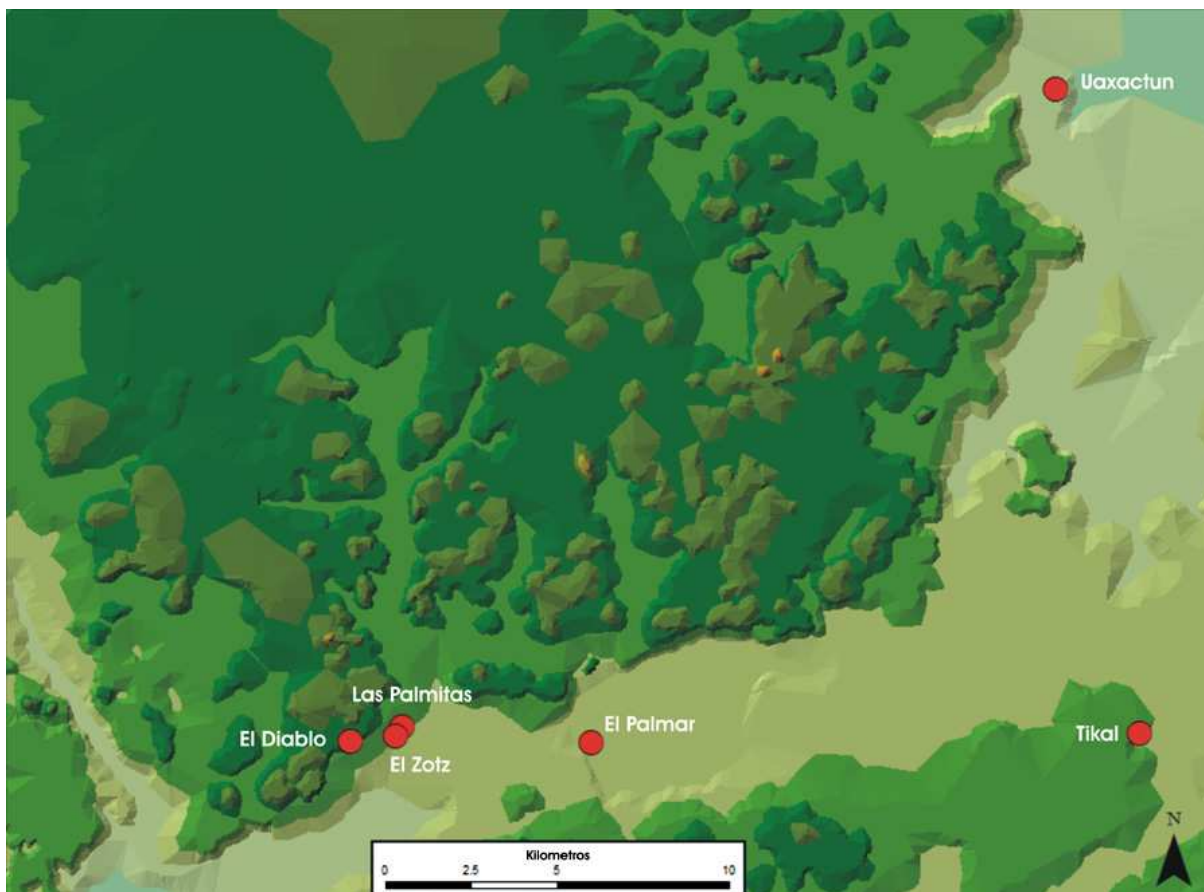 Uaxactun
Las Palmitas
El Diablo
El Zotz
El Palmar
Tikal
N
Kilometros
0 2.5 5 10